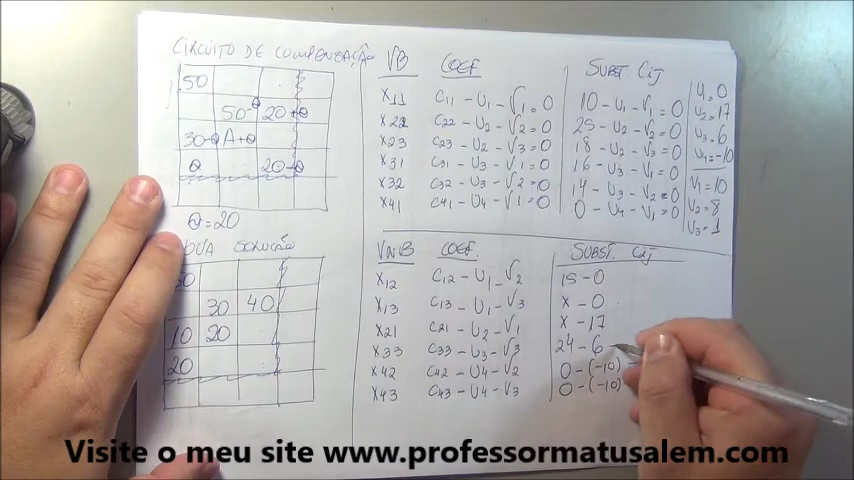 CIRCUITO DE COMPENSAÇÃO
50
50-θ 20+θ
30-θ A+θ
θ 20-θ
θ=20
SOLUÇÃO
30 40
10 20
20
VB COEF
X11 C11 - U1 - V1 = 0
X22 C22 - U2 - V2 = 0
X23 C23 - U2 - V3 = 0
X31 C31 - U3 - V1 = 0
X32 C32 - U3 - V2 = 0
X41 C41 - U4 - V1 = 0
SUBST. Cij
10 - U1 - V1 = 0
25 - U2 - V2 = 0
18 - U2 - V3 = 0
16 - U3 - V1 = 0
14 - U3 - V2 = 0
0 - U4 - V1 = 0
U1=0
U2=17
U3=6
U4=-10
V1=10
V2=8
V3=1
VNB COEF.
X12 C12 - U1 - V2
X13 C13 - U1 - V3
X21 C21 - U2 - V1
X33 C33 - U3 - V3
X42 C42 - U4 - V2
X43 C43 - U4 - V3
SUBST. Cij
15 - 0
X - 0
X - 17
24 - 6 -
0 - (-10)
0 - (-10)
Visite o meu site www.professormatusalem.com